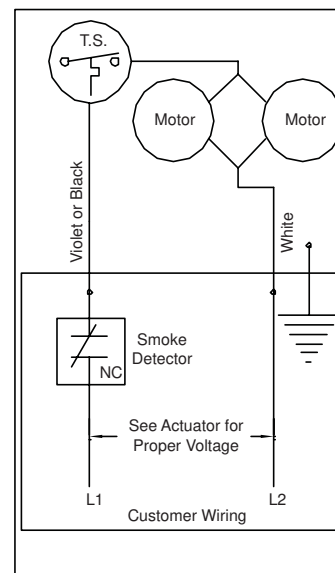 T.S.
Motor
Motor
Violet or Black
White
Smoke
Detector
NC
See Actuator for
Proper Voltage
L1
L2
Customer Wiring